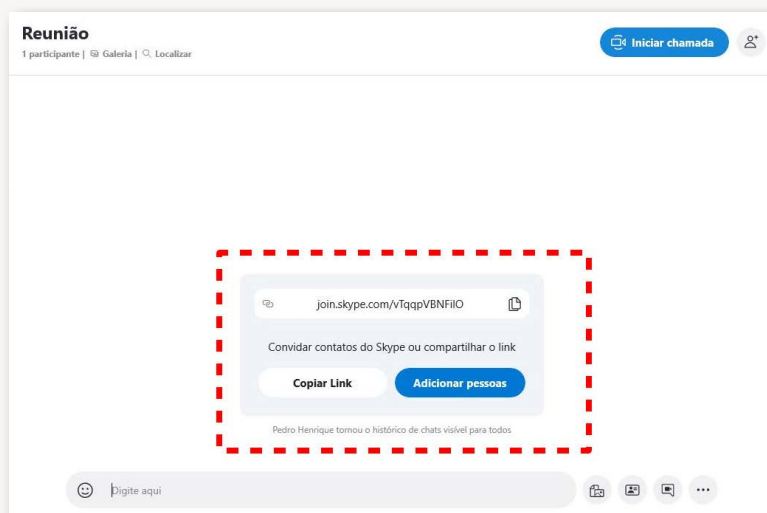 Reunião
Iniciar chamada
1 participante | Galeria | Localizar
join.skype.com/vTqqpVBNFilO
Convidar contatos do Skype ou compartilhar o link
Copiar Link
Adicionar pessoas
Pedro Henrique tornou o histórico de chats visível para todos
Digite aqui